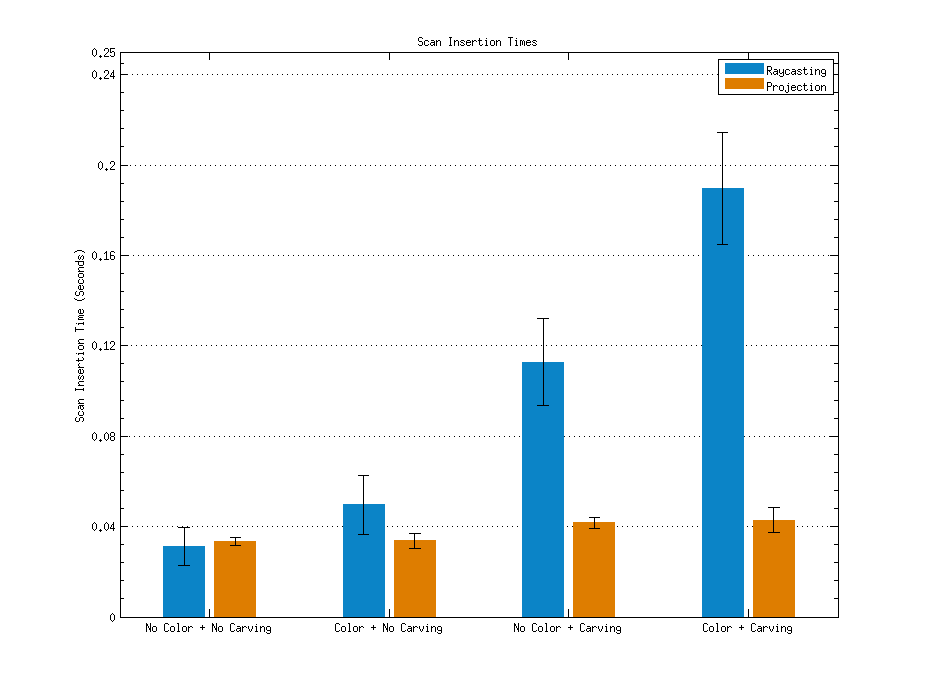 Scan Insertion Times
0.25
0.24
0.2
0.16
0.12
0.08
0.04
0
Scan Insertion Time (Seconds)
Raycasting
Projection
No Color + No Carving
Color + No Carving
No Color + Carving
Color + Carving